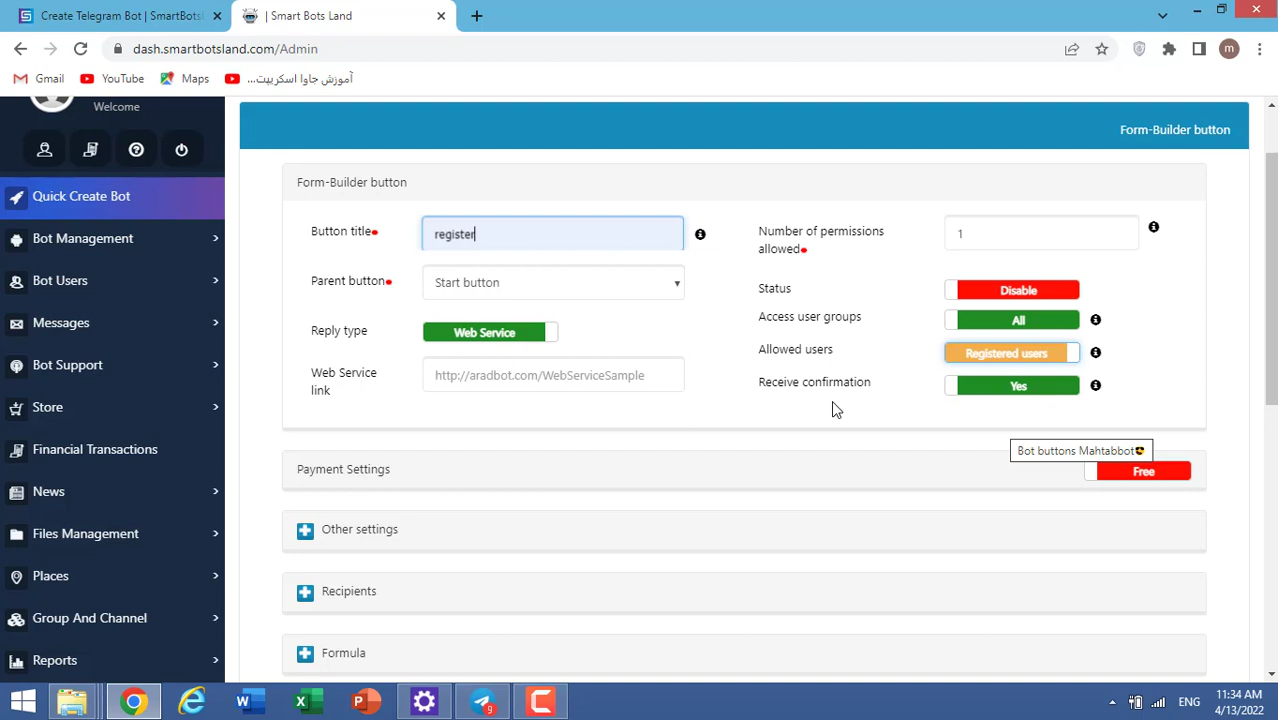 Create Telegram Bot | SmartBots
| Smart Bots Land
dash.smartbotsland.com/Admin
m
Gmail
YouTube
Maps
آموزش جاوا اسکریپت...
Welcome
Quick Create Bot
Bot Management
Bot Users
Messages
Bot Support
Store
Financial Transactions
News
Files Management
Places
Group And Channel
Reports
Form-Builder button
Form-Builder button
Button title
register
Number of permissions allowed
1
Parent button
Start button
Status
Disable
Access user groups
All
Reply type
Web Service
Allowed users
Registered users
Web Service link
http://aradbot.com/WebServiceSample
Receive confirmation
Yes
Bot buttons Mahtabbot
Payment Settings
Free
Other settings
Recipients
Formula
9
ENG
11:34 AM
4/13/2022